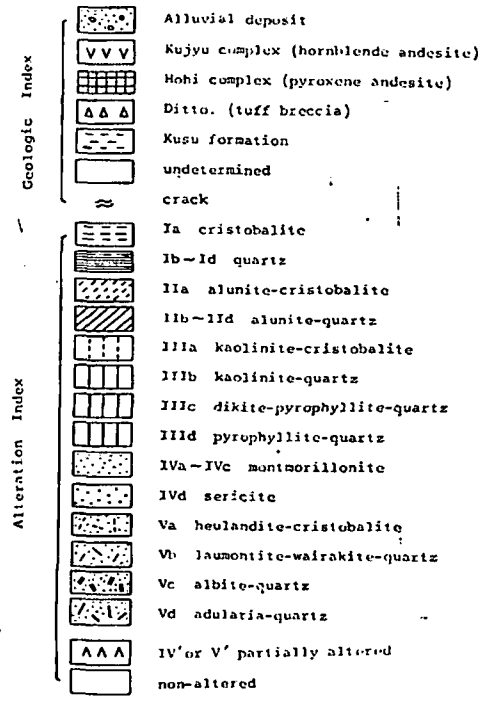 Geologic Index
Alluvial deposit
Kujyu complex (hornblende andesite)
Hohi complex (pyroxene andesite)
Ditto. (tuff breccia)
Kusu formation
undetermined
crack
Alteration Index
Ia cristobalite
Ib~Id quartz
IIa alunite-cristobalite
IIb~IId alunite-quartz
IIIa kaolinite-cristobalite
IIIb kaolinite-quartz
IIIc dikite-pyrophyllite-quartz
IIId pyrophyllite-quartz
IVa~IVc montmorillonite
IVd sericite
Va heulandite-cristobalite
Vb laumontite-wairakite-quartz
Vc albite-quartz
Vd adularia-quartz
IV'or V' partially altered
non-altered